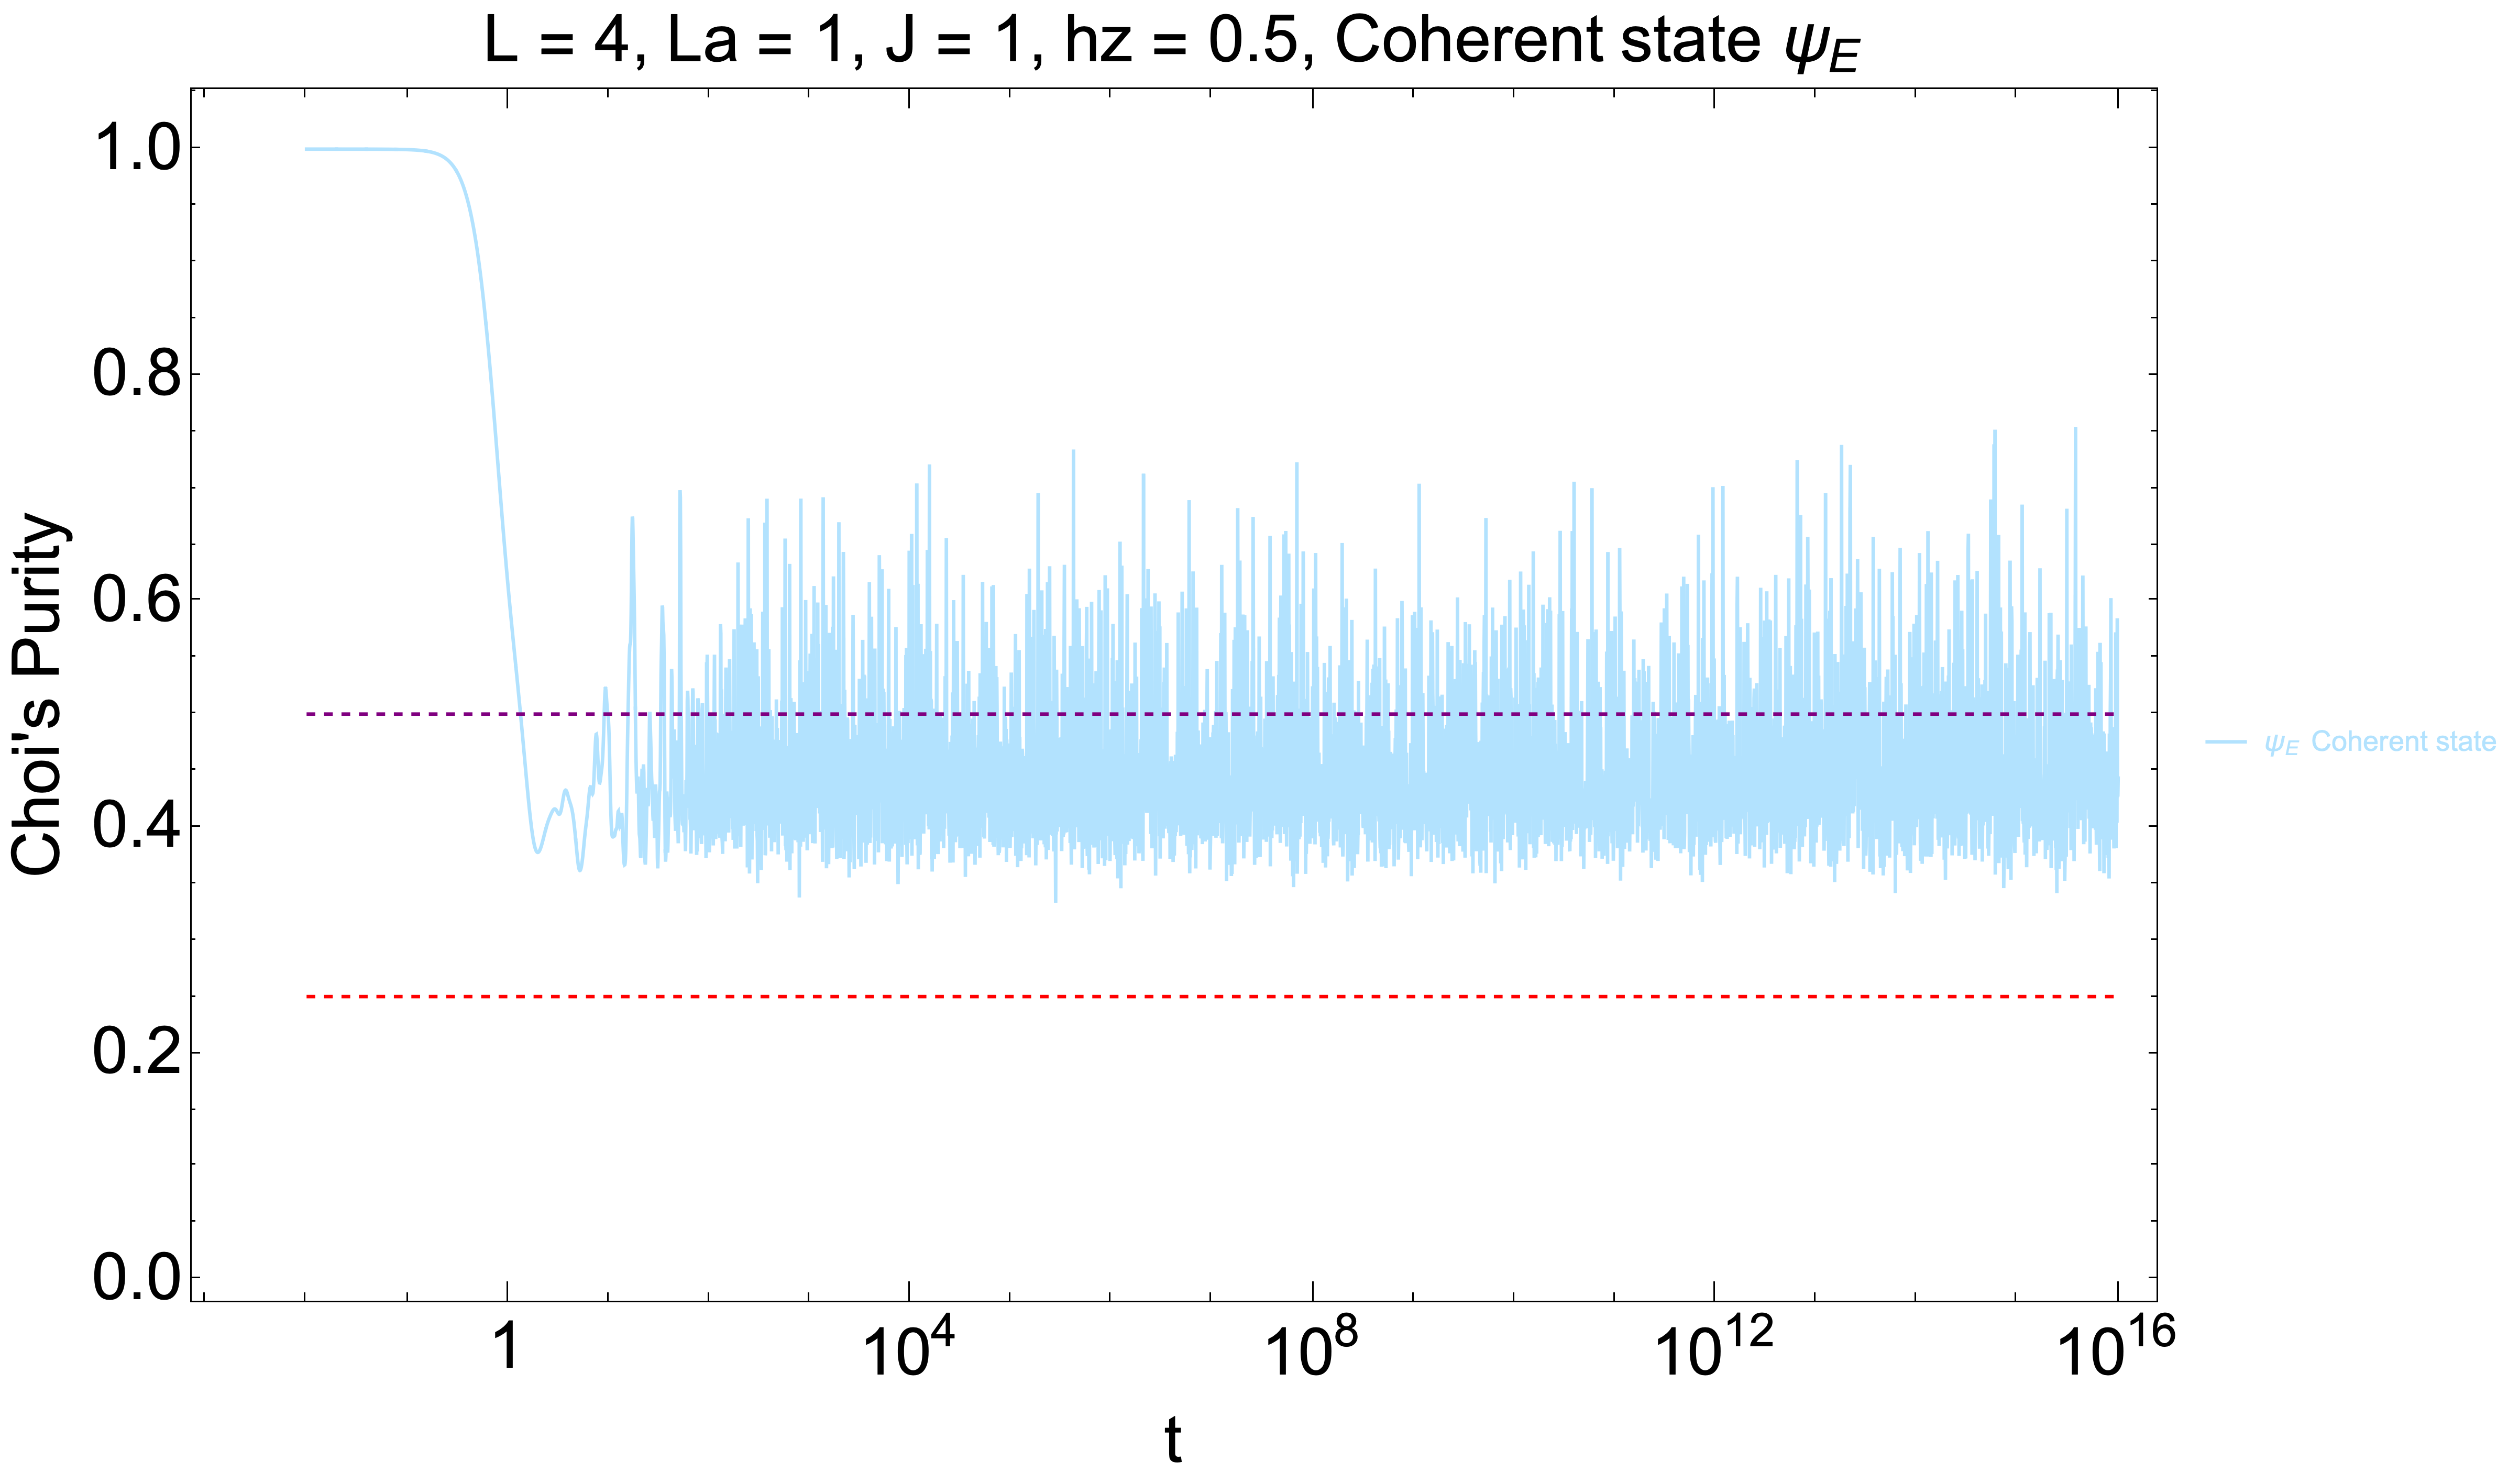 L = 4, La = 1, J = 1, hz = 0.5, Coherent state ψE
Choi's Purity
1.0
0.8
0.6
0.4
0.2
0.0
1
10^4
10^8
10^12
10^16
t
ψE Coherent state